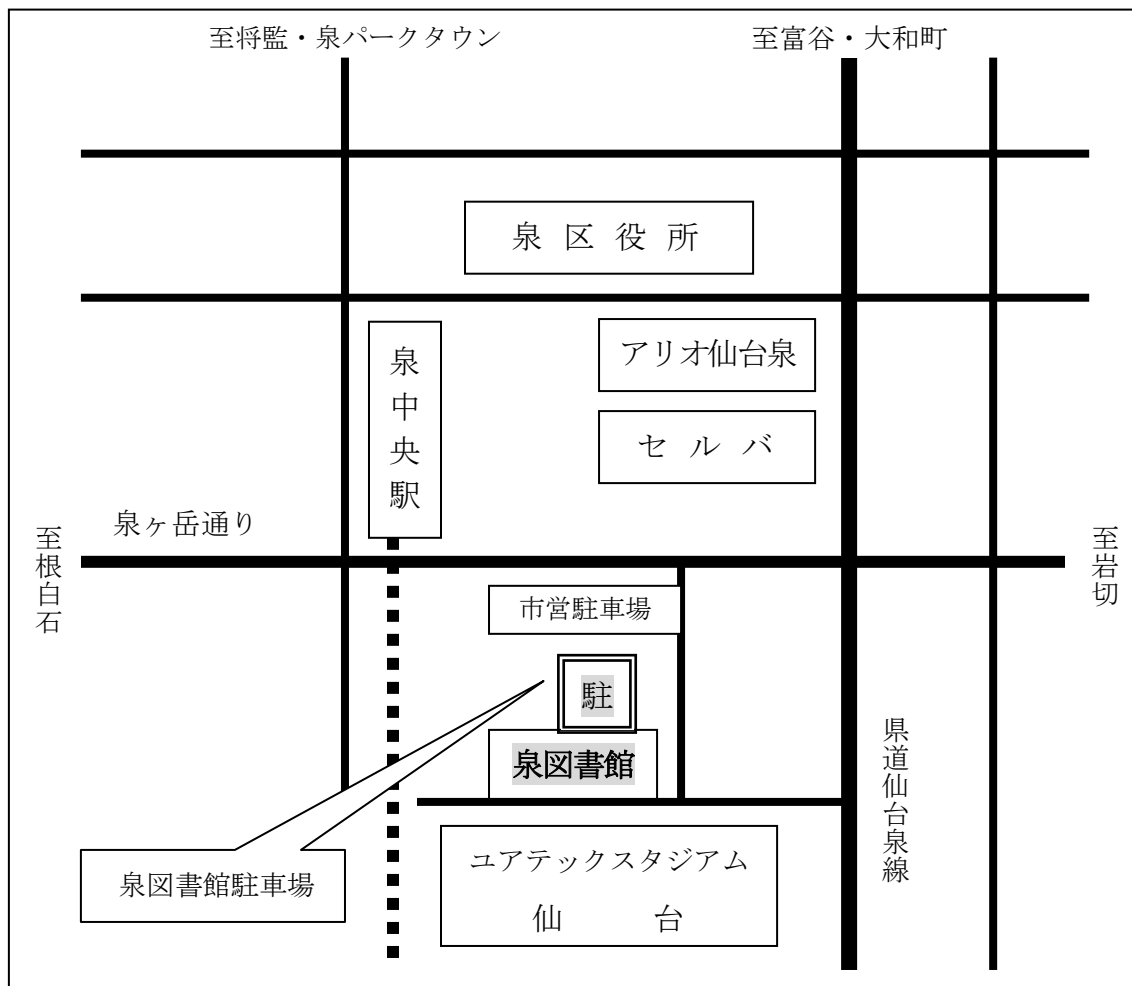 至将監・泉パークタウン
至富谷・大和町
泉 区 役 所
泉中央駅
アリオ仙台泉
セ ル バ
泉ヶ岳通り
至根白石
至岩切
市営駐車場
駐
泉図書館
県道仙台泉線
泉図書館駐車場
ユアテックスタジアム
仙 台